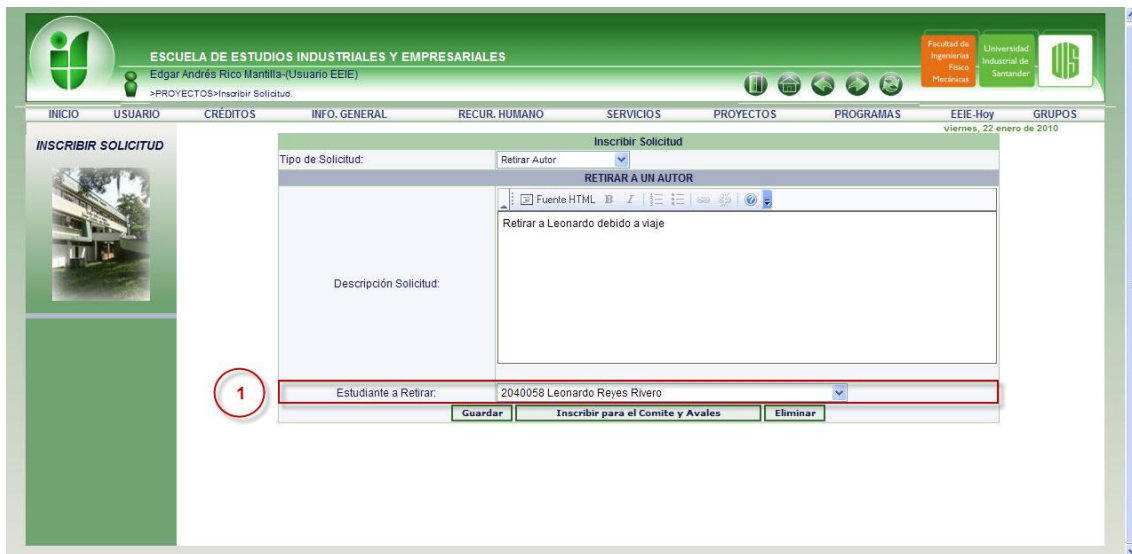 ESCUELA DE ESTUDIOS INDUSTRIALES Y EMPRESARIALES
Edgar Andrés Rico Mantilla-(Usuario EEIE)
>PROYECTOS>Inscribir Solicitud.
Facultad de
Ingenierías
Físico
Mecánicas
Universidad
Industrial de
Santander
UIS
INICIO USUARIO CRÉDITOS INFO. GENERAL RECUR. HUMANO SERVICIOS PROYECTOS PROGRAMAS EEIE-Hoy GRUPOS
viernes, 22 enero de 2010
INSCRIBIR SOLICITUD
Inscribir Solicitud
Tipo de Solicitud: Retirar Autor
RETIRAR A UN AUTOR
Fuente HTML B I
Retirar a Leonardo debido a viaje
Descripción Solicitud:
1 Estudiante a Retirar: 2040058 Leonardo Reyes Rivero
Guardar Inscribir para el Comite y Avales Eliminar